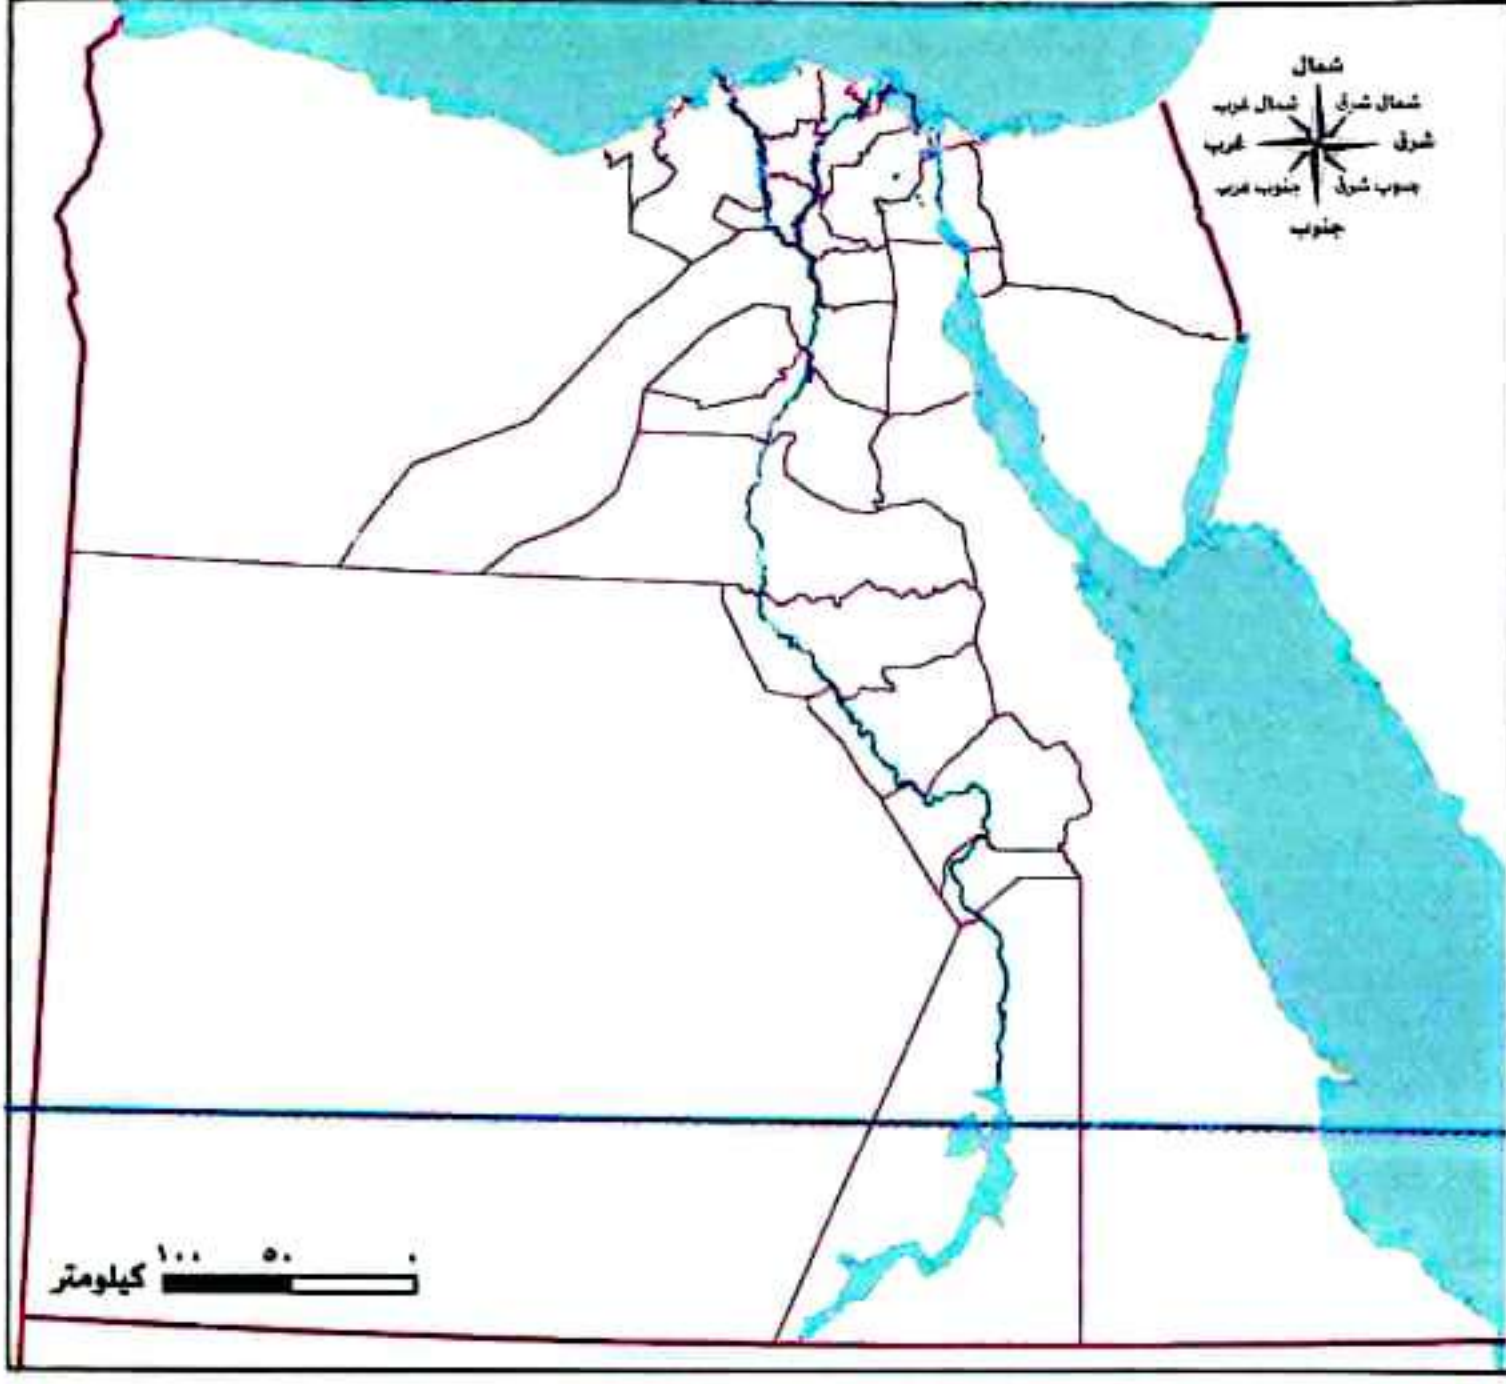 شمال
شمال غرب شمال شرق
غرب شرق
جنوب غرب جنوب شرق
جنوب
١٠٠ ٥٠ ٠
كيلومتر